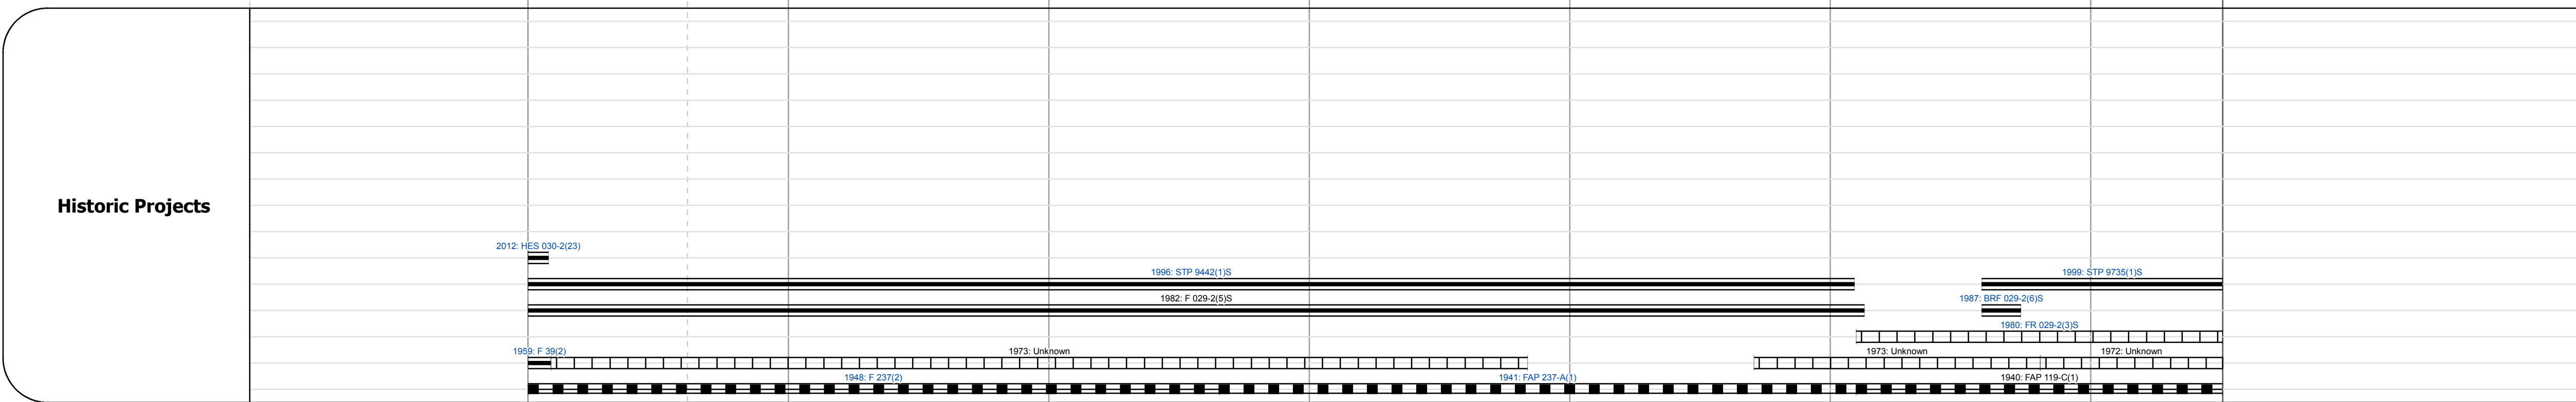 Historic Projects
2012: HES 030-2(23)
1996: STP 9442(1)S
1999: STP 9735(1)S
1982: F 029-2(5)S
1987: BRF 029-2(6)S
1980: FR 029-2(3)S
1959: F 39(2)
1973: Unknown
1973: Unknown
1972: Unknown
1948: F 237(2)
1941: FAP 237-A(1)
1940: FAP 119-C(1)